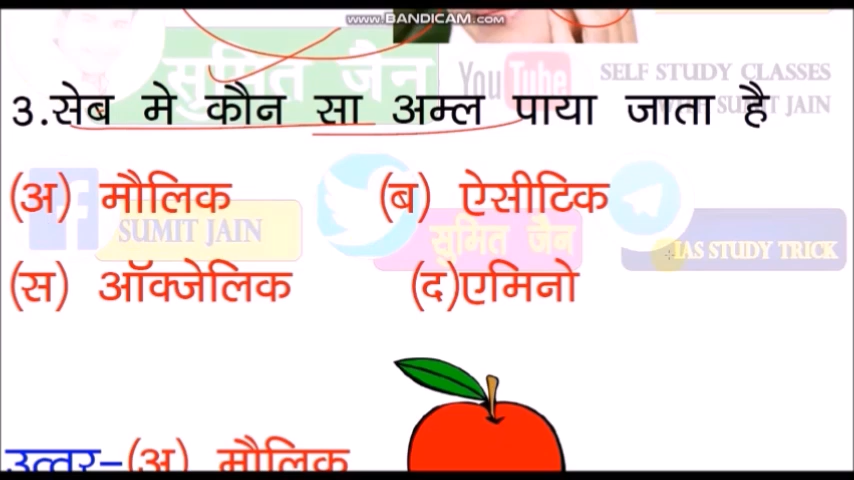 WWW.BANDICAM.COM
सुमित जैन YouTube SELF STUDY CLASSES
SUMIT JAIN
३.सेब मे कौन सा अम्ल पाया जाता है
(अ) मौलिक (ब) ऐसीटिक
SUMIT JAIN सुमित जैन IAS STUDY TRICK
(स) ऑक्जेलिक (द)एमिनो
उत्तर-(अ) मौलिक